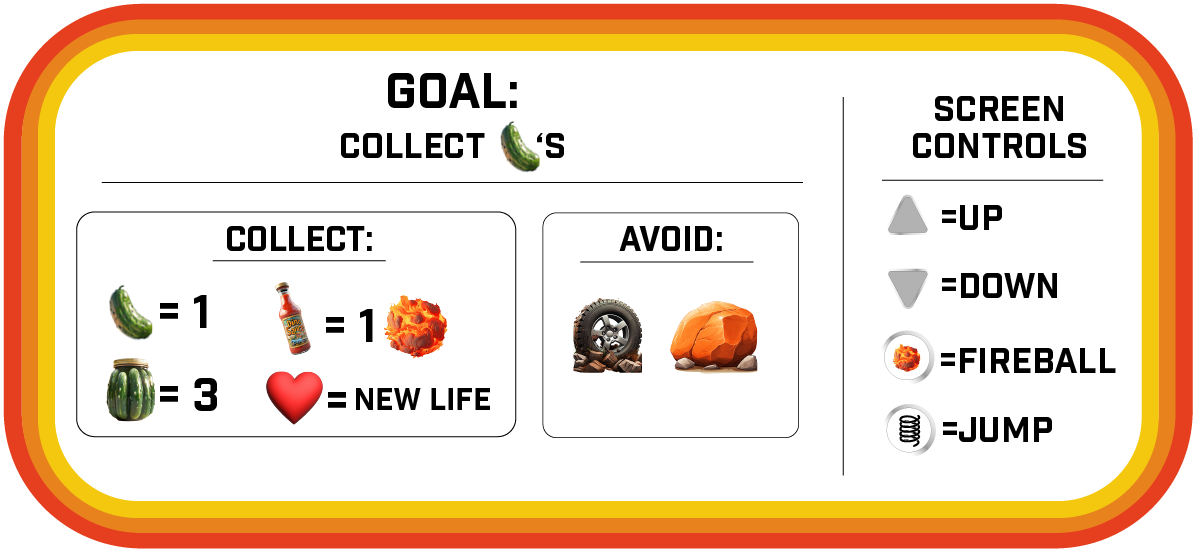 GOAL:
COLLECT ‘S
COLLECT:
= 1
= 1
= 3
= NEW LIFE
AVOID:
SCREEN
CONTROLS
=UP
=DOWN
=FIREBALL
=JUMP